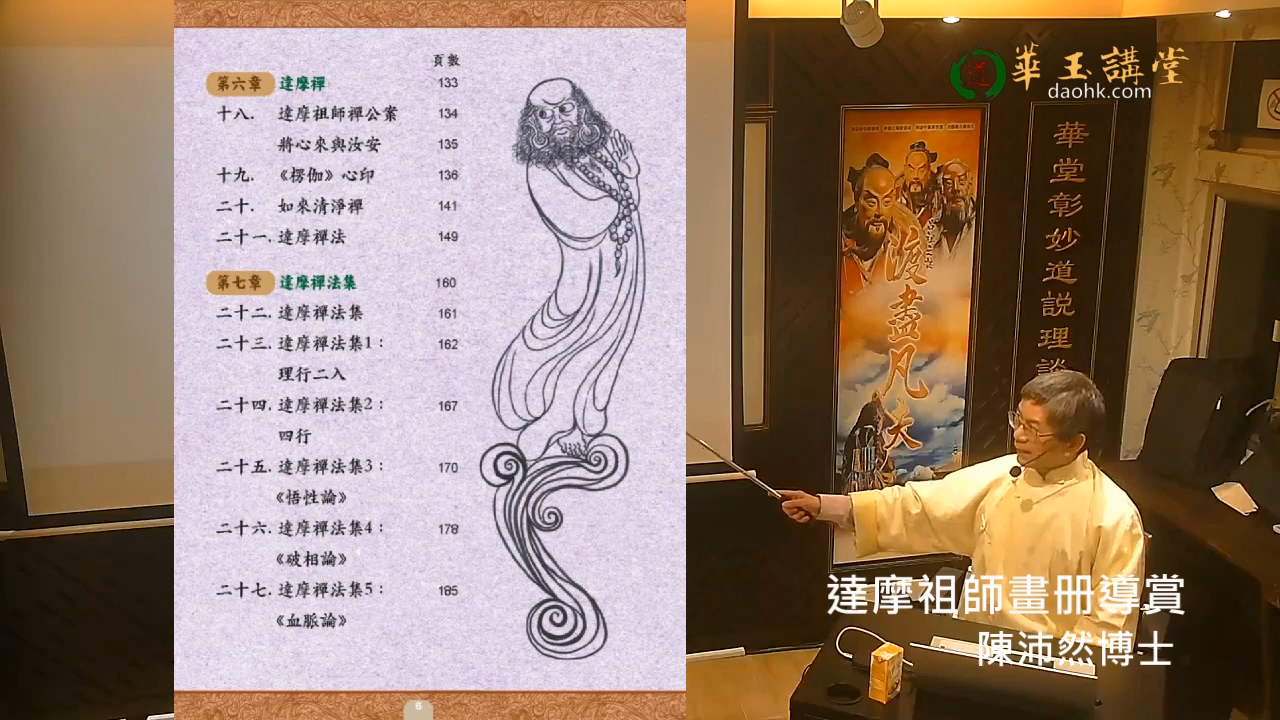 頁數
第六章 達摩禪 133
十八. 達摩祖師禪公案 134
將心來與汝安 135
十九. 《楞伽》心印 136
二十. 如來清淨禪 141
二十一. 達摩禪法 149
第七章 達摩禪法集 160
二十二. 達摩禪法集 161
二十三. 達摩禪法集1： 162
理行二入
二十四. 達摩禪法集2： 167
四行
二十五. 達摩禪法集3： 170
《悟性論》
二十六. 達摩禪法集4： 178
《破相論》
二十七. 達摩禪法集5： 185
《血脈論》
6
道
華玉講堂
daohk.com
渡盡凡夫
華堂彰妙道説理談
達摩祖師畫册導賞
陳沛然博士